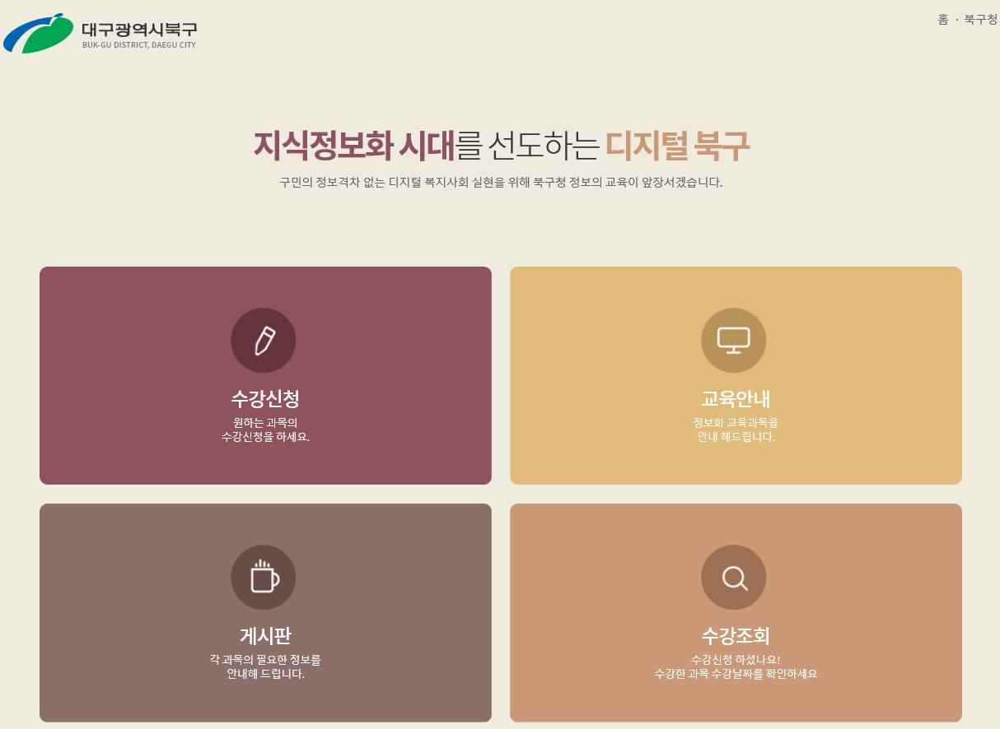 대구광역시북구
BUK-GU DISTRICT, DAEGU CITY
홈 · 북구청
지식정보화 시대를 선도하는 디지털 북구
구민의 정보격차 없는 디지털 복지사회 실현을 위해 북구청 정보의 교육이 앞장서겠습니다.
수강신청
원하는 과목의
수강신청을 하세요.
교육안내
정보화 교육과목을
안내 해드립니다.
게시판
각 과목의 필요한 정보를
안내해 드립니다.
수강조회
수강신청 하셨나요!
수강한 과목 수강날짜를 확인하세요